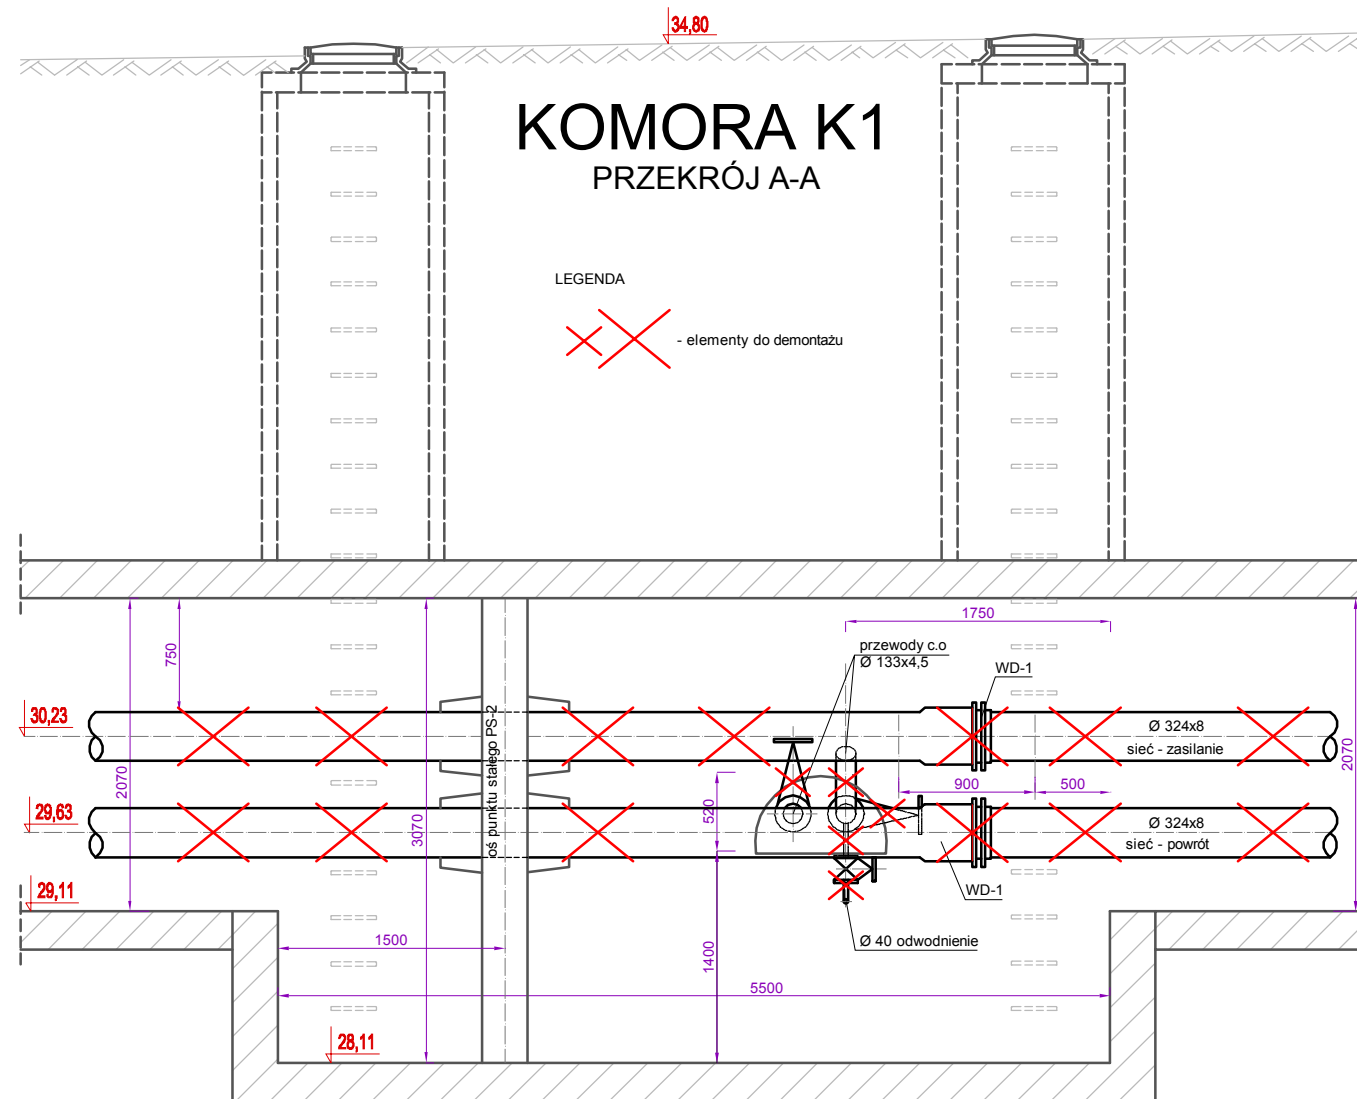 34,80
KOMORA K1
PRZEKRÓJ A-A
LEGENDA
- elementy do demontażu
1750
750
przewody c.o
Ø 133x4,5
WD-1
30,23
Ø 324x8
sieć - zasilanie
2070
2070
900
500
520
29,63
3070
oś punktu stałego PS-2
Ø 324x8
sieć - powrót
29,11
WD-1
1500
1400
Ø 40 odwodnienie
5500
28,11